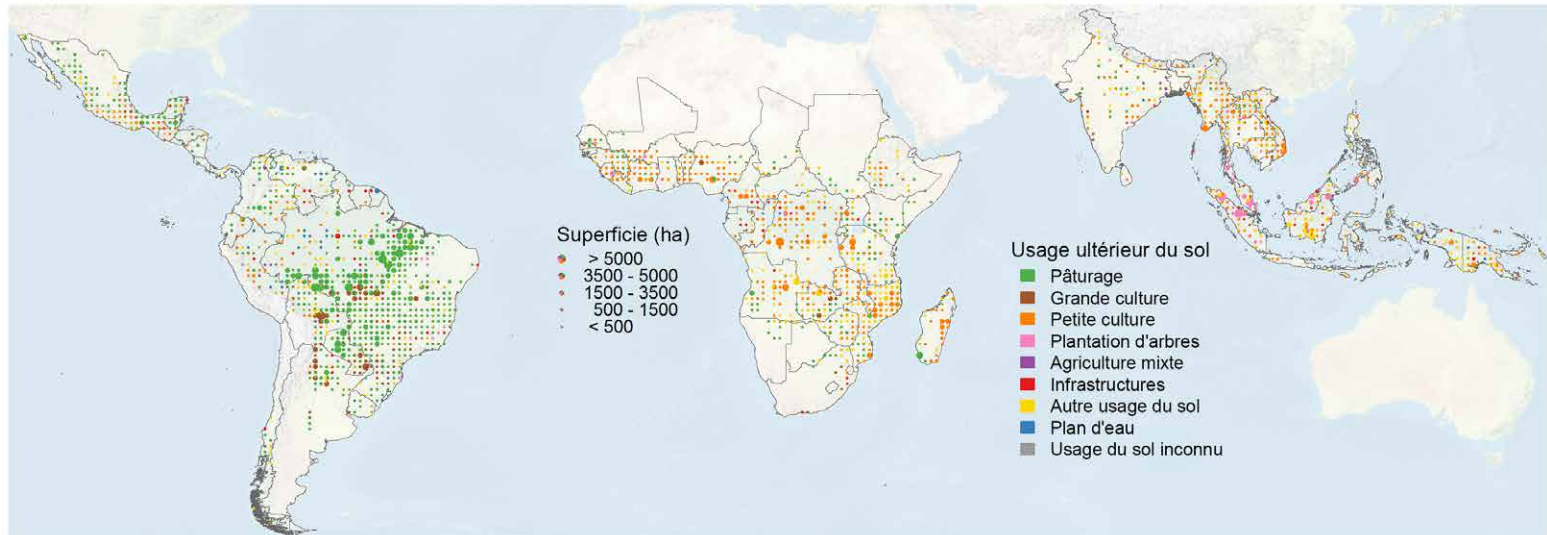 Superficie (ha)
> 5000
3500 - 5000
1500 - 3500
500 - 1500
< 500
Usage ultérieur du sol
Pâturage
Grande culture
Petite culture
Plantation d'arbres
Agriculture mixte
Infrastructures
Autre usage du sol
Plan d'eau
Usage du sol inconnu